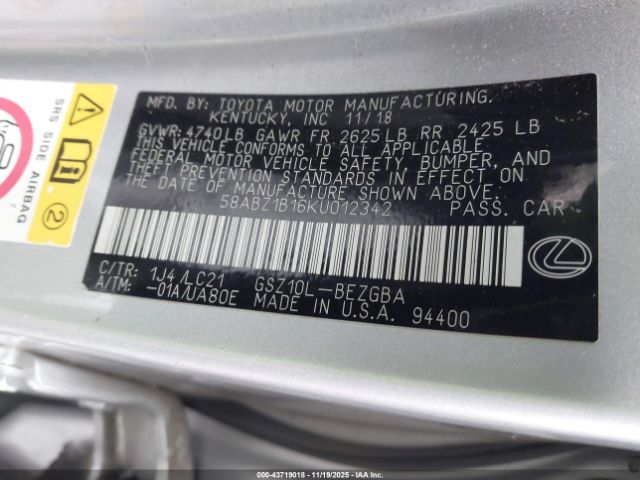 MFD. BY: TOYOTA MOTOR MANUFACTURING.
KENTUCKY, INC 11/18
GVWR: 4740LB GAWR FR 2625 LB RR 2425 LB
THIS VEHICLE CONFORMS TO ALL APPLICABLE
FEDERAL MOTOR VEHICLE SAFETY, BUMPER, AND
THEFT PREVENTION STANDARDS IN EFFECT ON
THE DATE OF MANUFACTURE SHOWN ABOVE.
58ABZ1B16KU012342 PASS. CAR
C/TR: 1J4/LC21 GSZ10L-BEZGBA
A/TM: -01A/UA80E MADE IN U.S.A. 94400
SRS SIDE AIRBAG
2
000-43719018 - 11/19/2025 - IAA Inc.